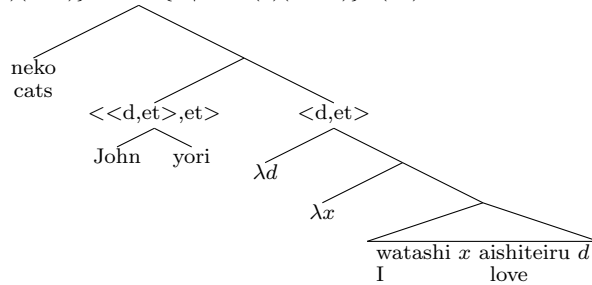 neko
cats
<<d,et>,et> <d,et>
John yori
λd
λx
watashi x aishiteiru d
I love